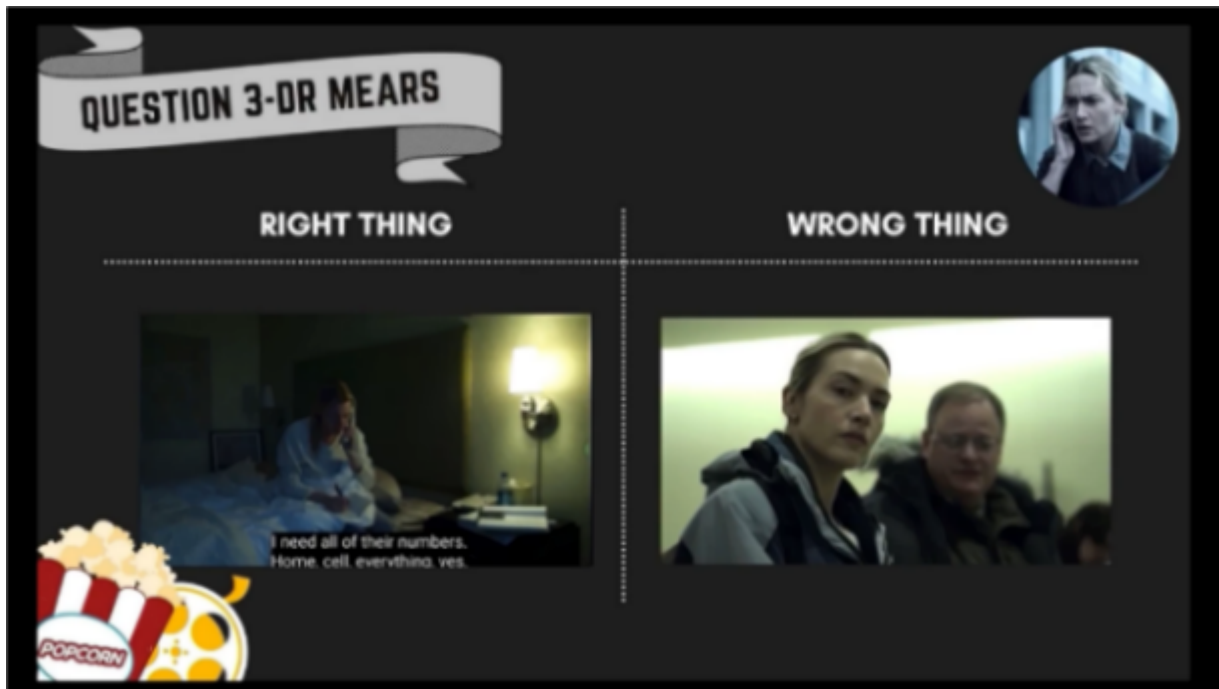 QUESTION 3-DR MEARS
RIGHT THING
WRONG THING
I need all of their numbers.
Home, cell, everything, yes.
POPCORN